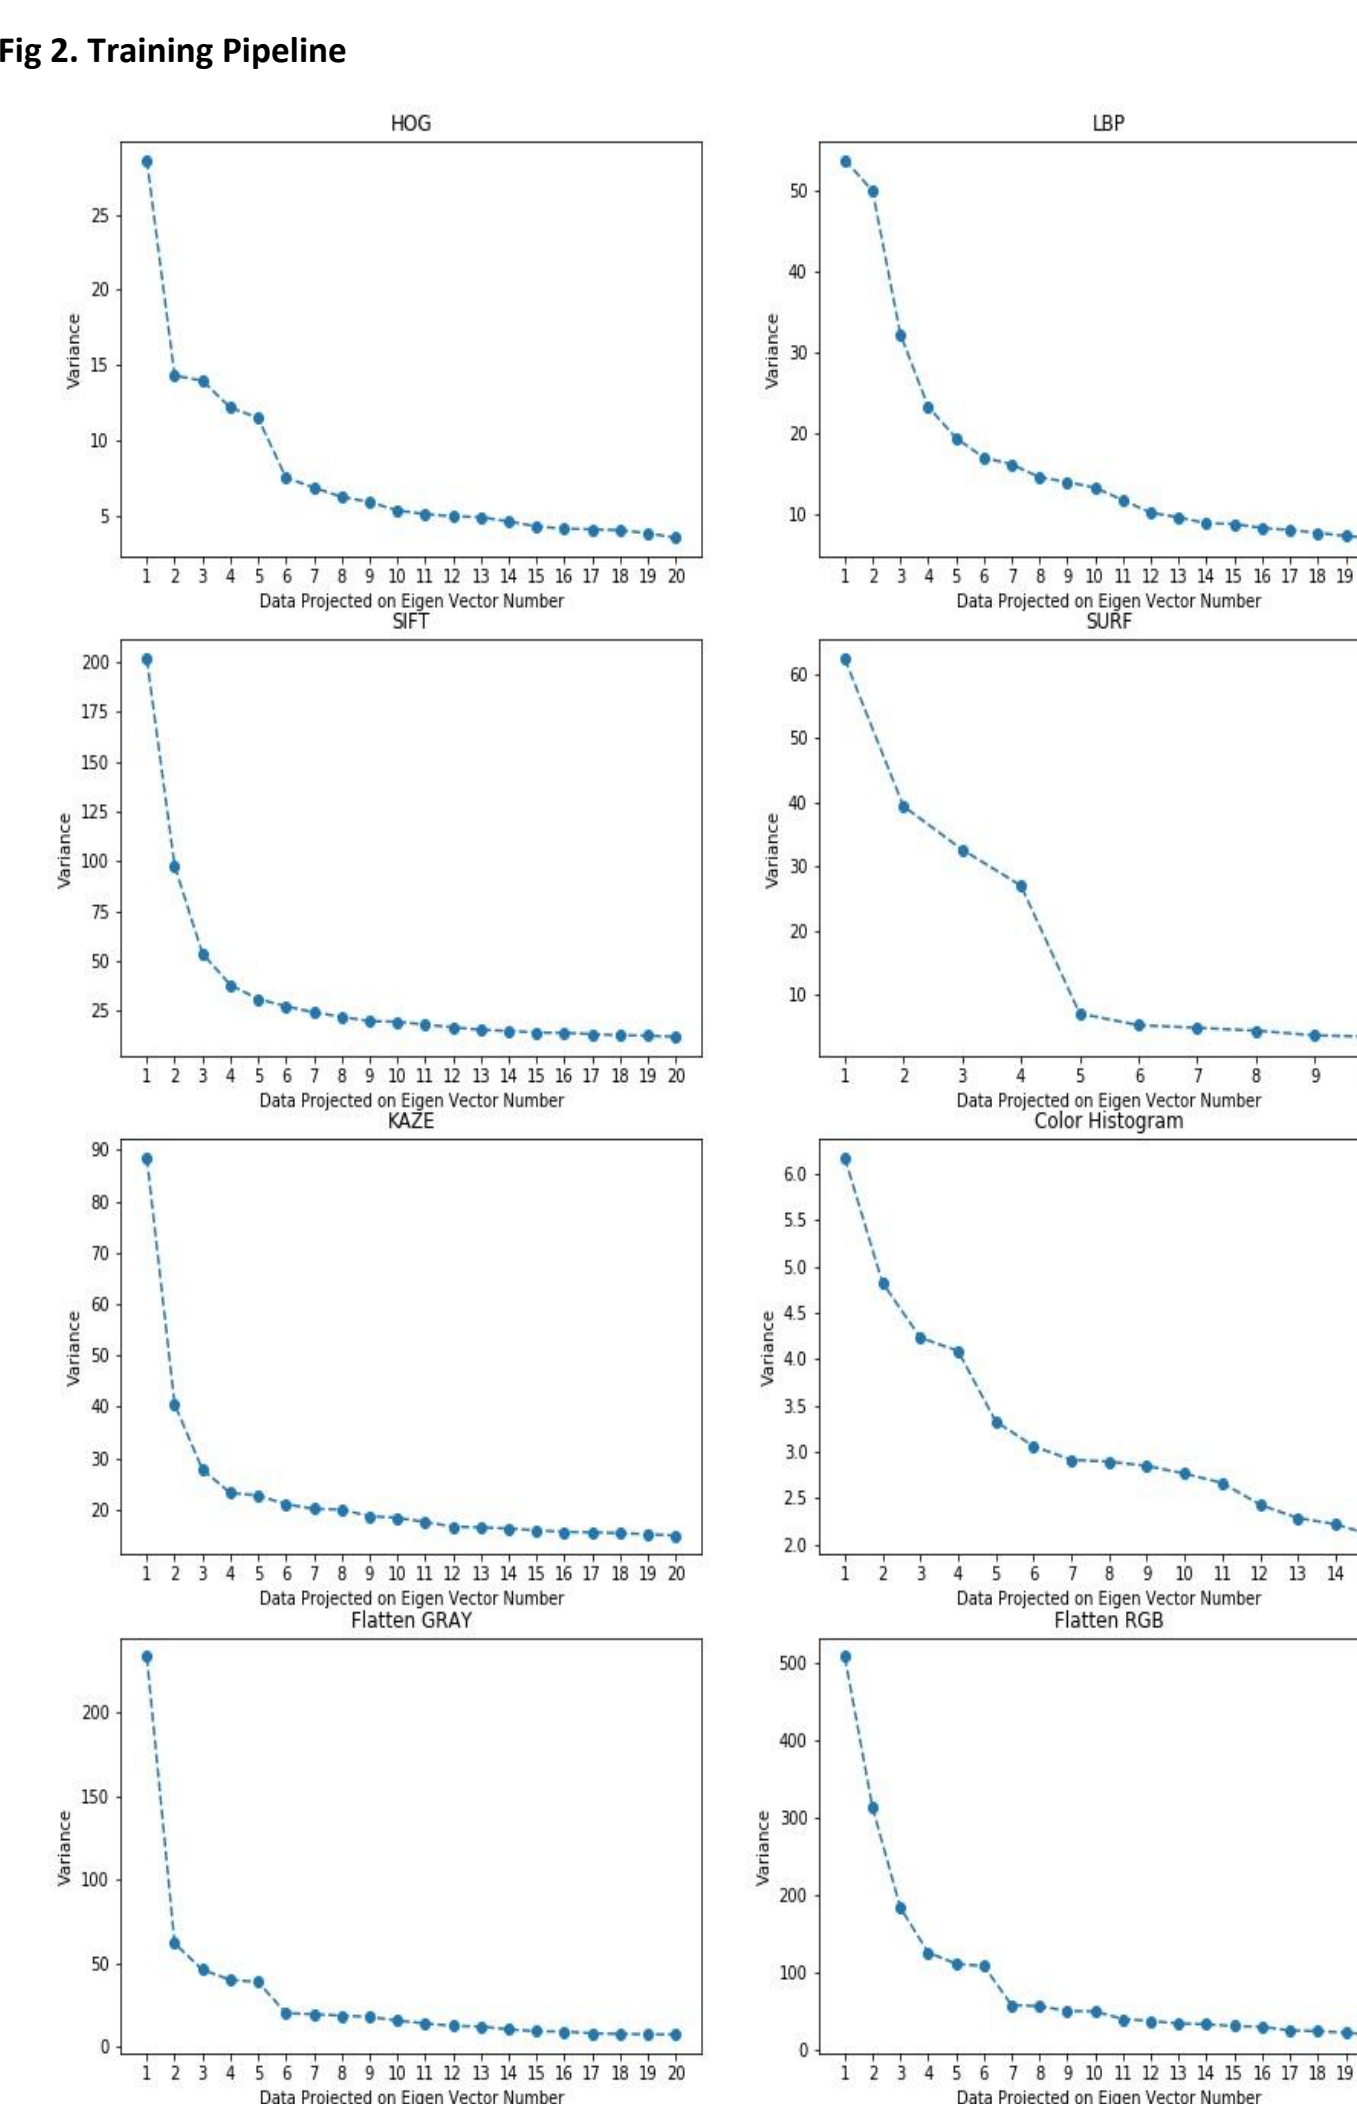 Fig 2. Training Pipeline
HOG
25
20
15
10
5
Variance
1 2 3 4 5 6 7 8 9 10 11 12 13 14 15 16 17 18 19 20
Data Projected on Eigen Vector Number
LBP
50
40
30
20
10
Variance
1 2 3 4 5 6 7 8 9 10 11 12 13 14 15 16 17 18 19
Data Projected on Eigen Vector Number
SIFT
200
175
150
125
100
75
50
25
Variance
1 2 3 4 5 6 7 8 9 10 11 12 13 14 15 16 17 18 19 20
Data Projected on Eigen Vector Number
SURF
60
50
40
30
20
10
Variance
1 2 3 4 5 6 7 8 9
Data Projected on Eigen Vector Number
KAZE
90
80
70
60
50
40
30
20
Variance
1 2 3 4 5 6 7 8 9 10 11 12 13 14 15 16 17 18 19 20
Data Projected on Eigen Vector Number
Color Histogram
6.0
5.5
5.0
4.5
4.0
3.5
3.0
2.5
2.0
Variance
1 2 3 4 5 6 7 8 9 10 11 12 13 14
Data Projected on Eigen Vector Number
Flatten GRAY
200
150
100
50
0
Variance
1 2 3 4 5 6 7 8 9 10 11 12 13 14 15 16 17 18 19 20
Data Projected on Eigen Vector Number
Flatten RGB
500
400
300
200
100
0
Variance
1 2 3 4 5 6 7 8 9 10 11 12 13 14 15 16 17 18 19
Data Projected on Eigen Vector Number